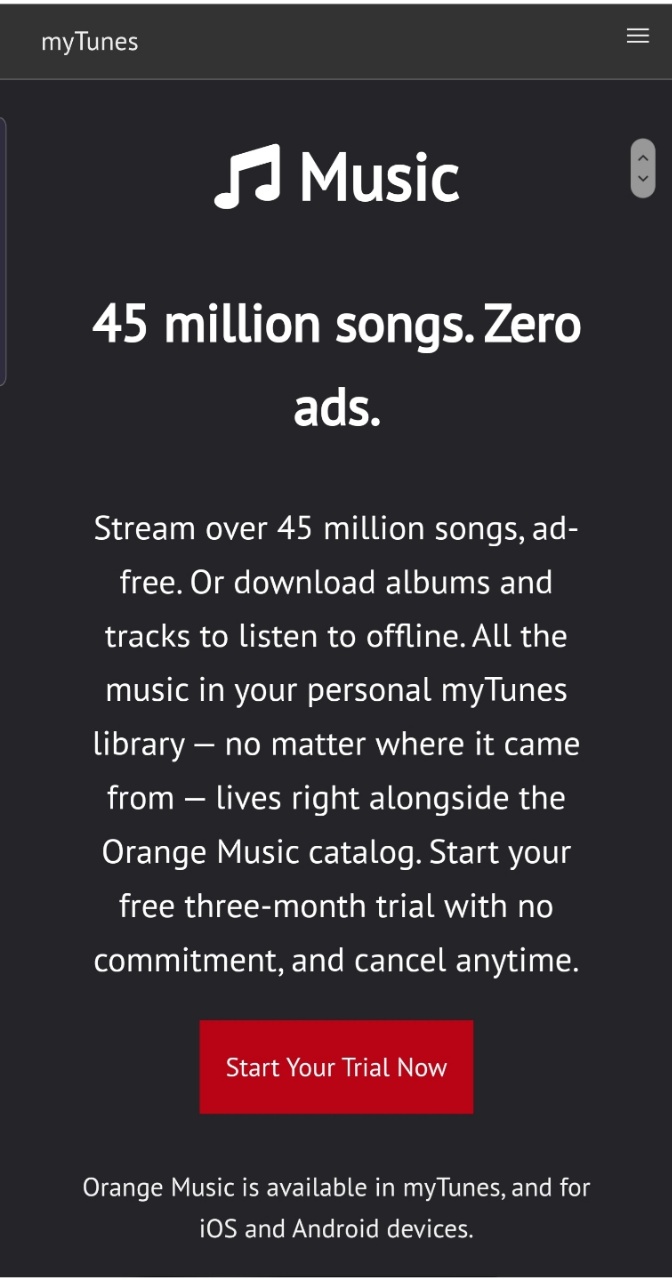 myTunes
Music
45 million songs. Zero
ads.
Stream over 45 million songs, ad-
free. Or download albums and
tracks to listen to offline. All the
music in your personal myTunes
library — no matter where it came
from — lives right alongside the
Orange Music catalog. Start your
free three-month trial with no
commitment, and cancel anytime.
Start Your Trial Now
Orange Music is available in myTunes, and for
iOS and Android devices.